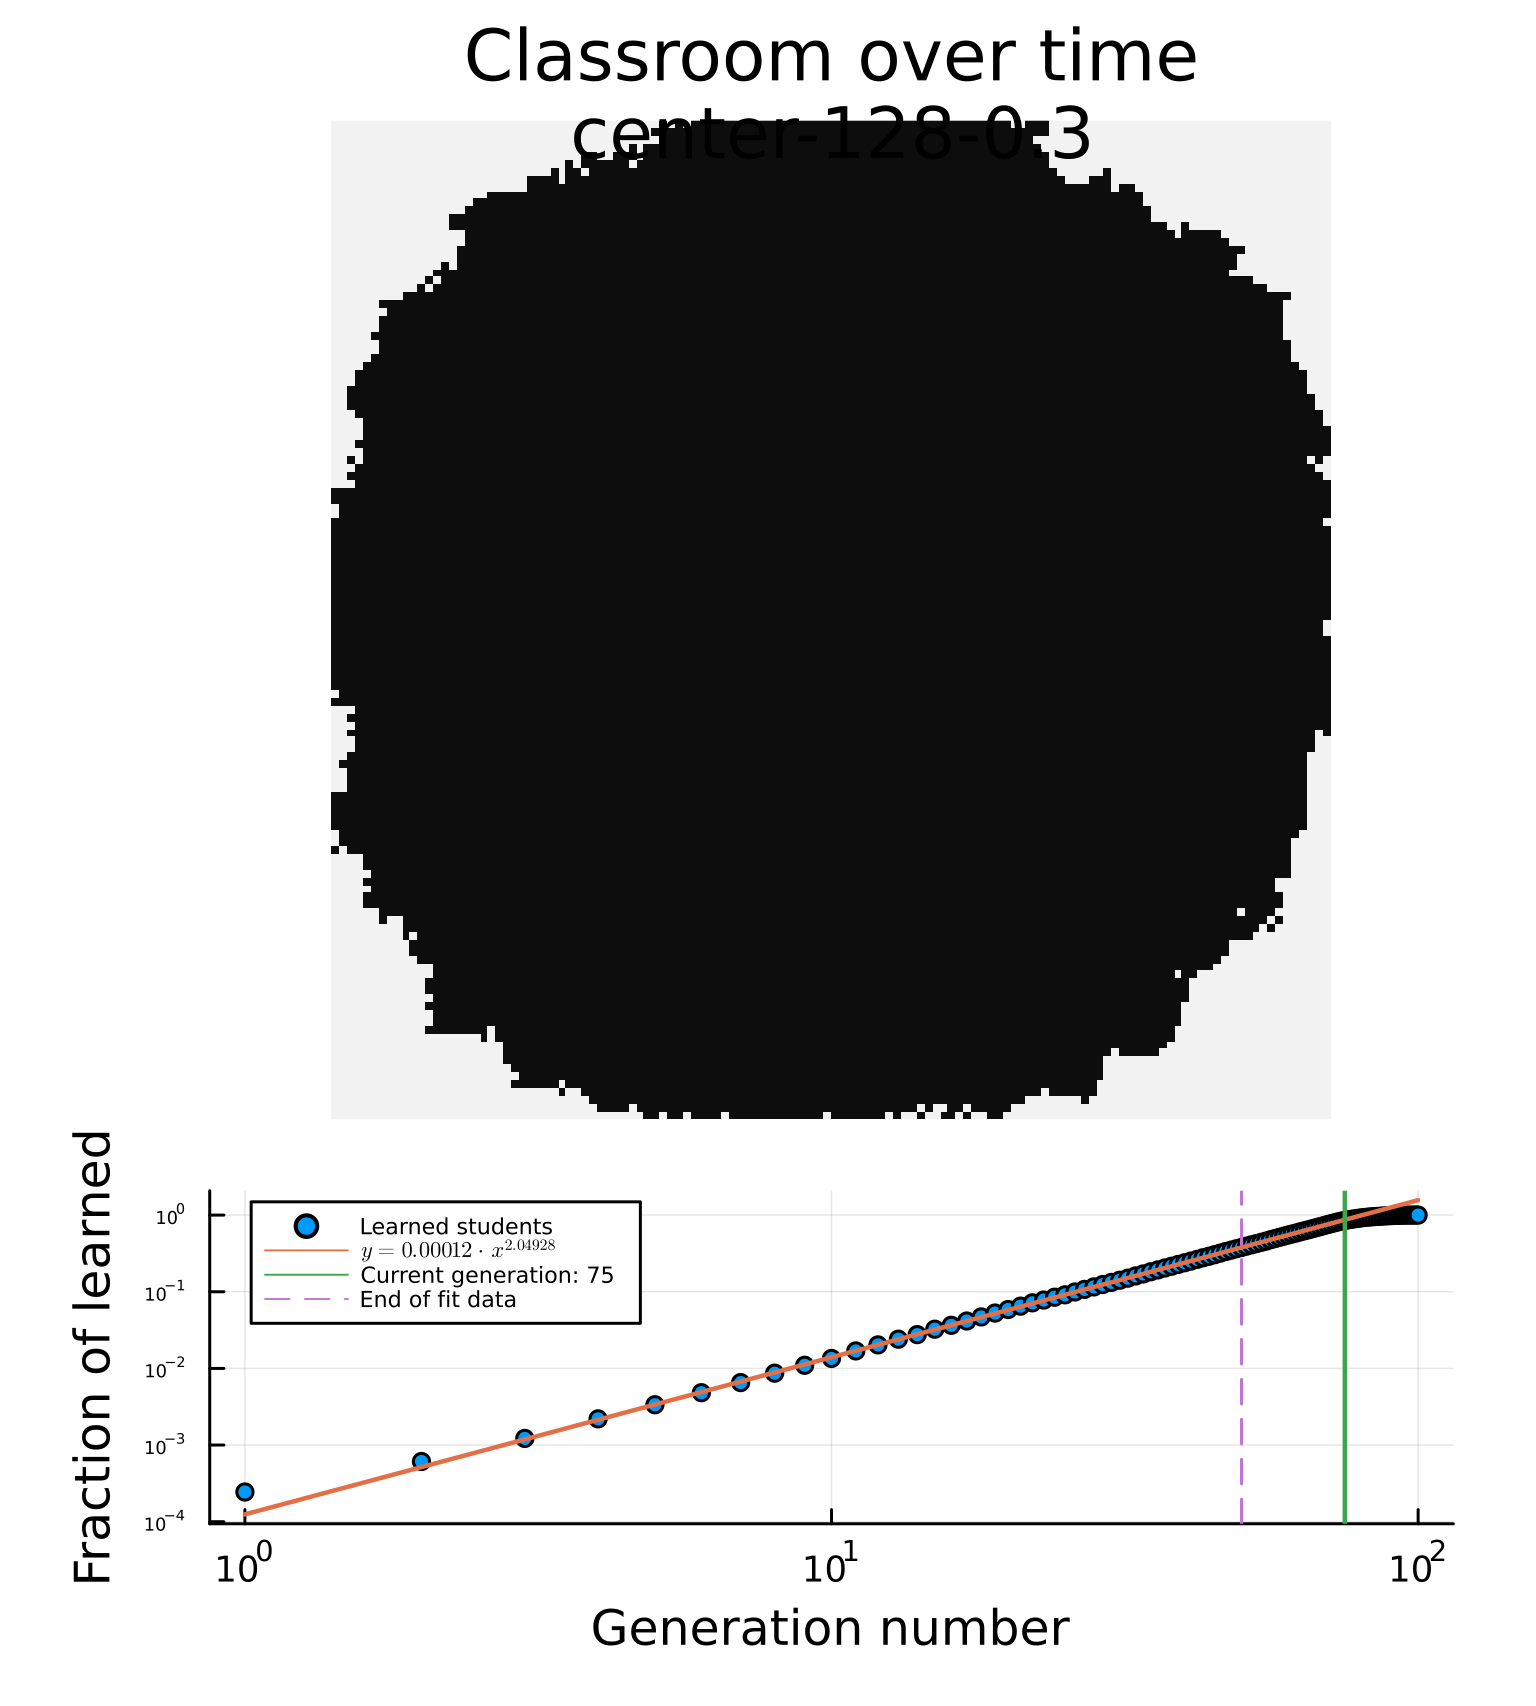 Classroom over time
center-128-0.3
Fraction of learned
10^0
10^−1
10^−2
10^−3
10^−4
Learned students
y = 0.00012 · x^2.04928
Current generation: 75
End of fit data
10^0 10^1 10^2
Generation number